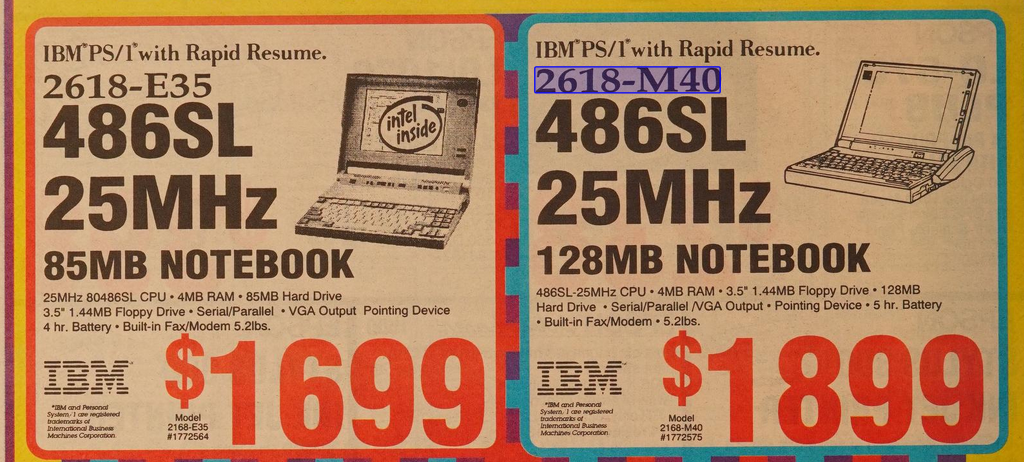 IBM*PS/1* with Rapid Resume.
2618-E35
486SL
25MHz
85MB NOTEBOOK
25MHz 80486SL CPU • 4MB RAM • 85MB Hard Drive
3.5" 1.44MB Floppy Drive • Serial/Parallel • VGA Output Pointing Device
4 hr. Battery • Built-in Fax/Modem 5.2lbs.
intel
inside
IBM
*IBM and Personal
System/1 are registered
trademarks of
International Business
Machines Corporation.
$1699
Model
2168-E35
#1772564
IBM*PS/1* with Rapid Resume.
2618-M40
486SL
25MHz
128MB NOTEBOOK
486SL-25MHz CPU • 4MB RAM • 3.5" 1.44MB Floppy Drive • 128MB
Hard Drive • Serial/Parallel /VGA Output • Pointing Device • 5 hr. Battery
• Built-in Fax/Modem • 5.2lbs.
IBM
*IBM and Personal
System/1 are registered
trademarks of
International Business
Machines Corporation.
$1899
Model
2168-M40
#1772575